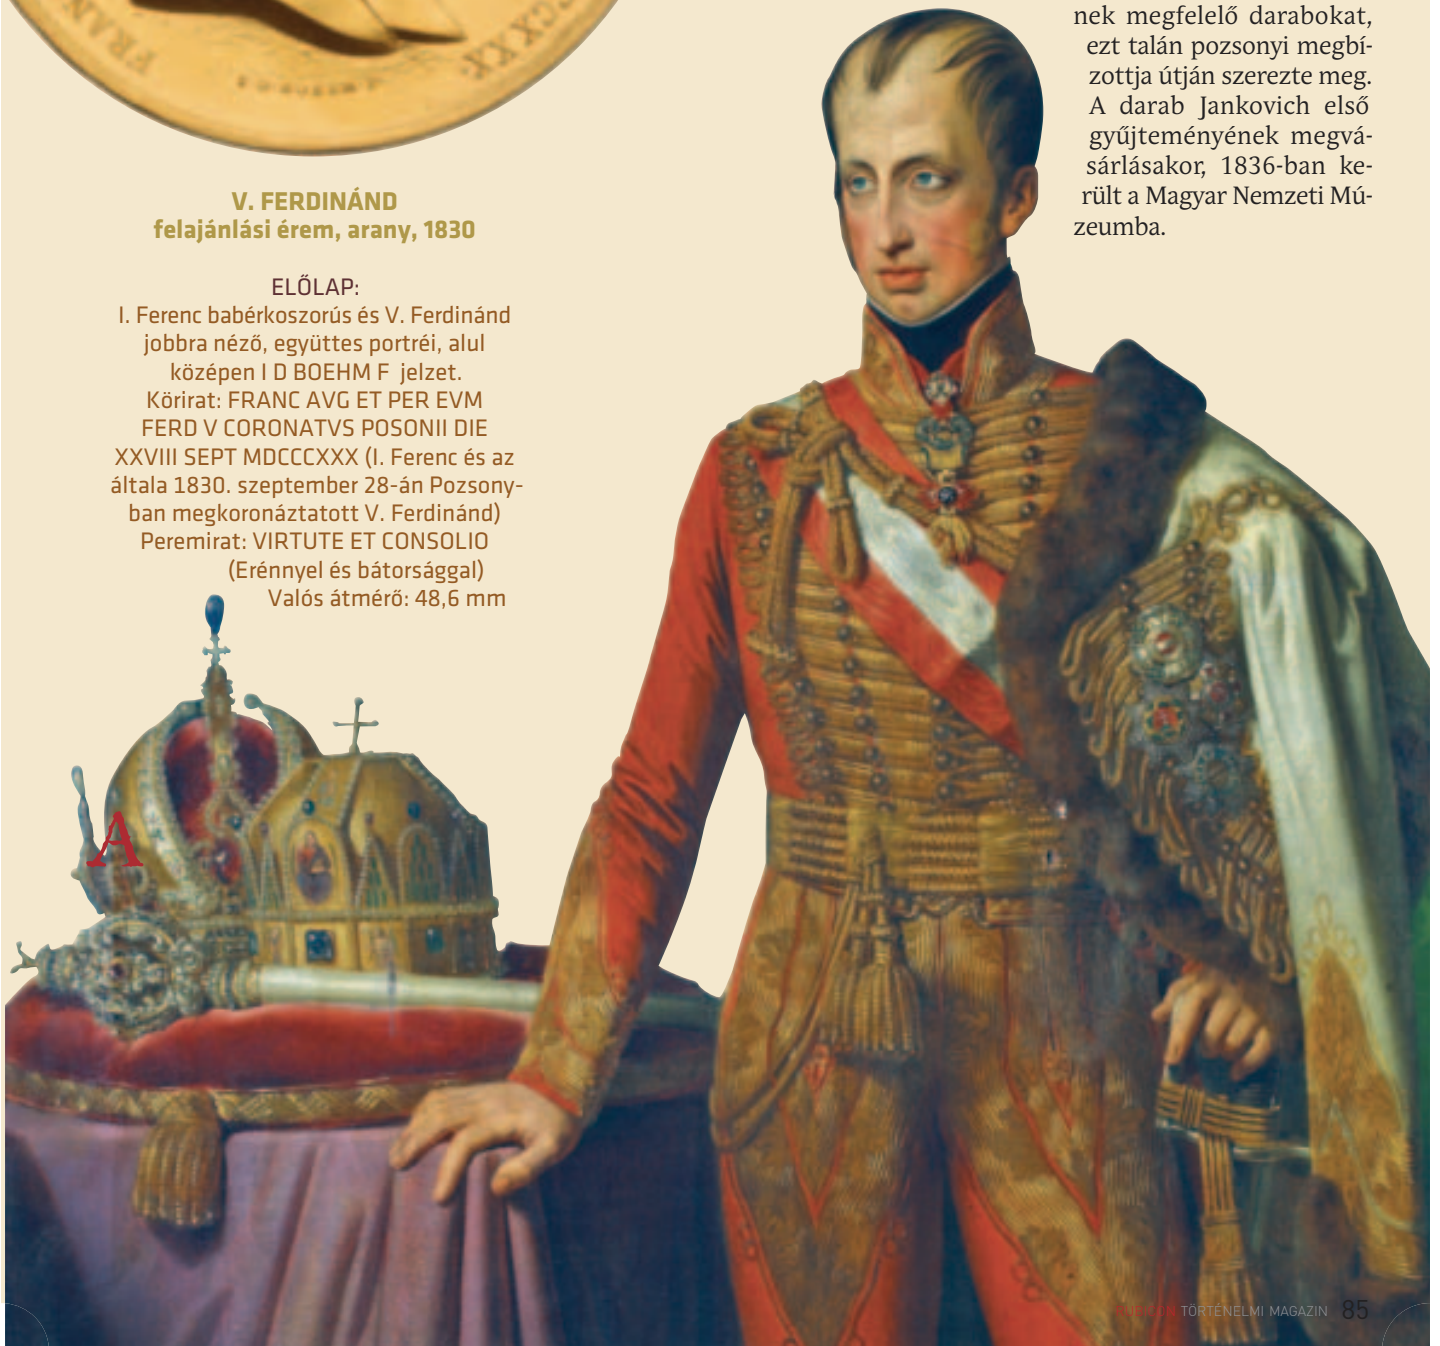 FRAN
CCXXX
V. FERDINÁND
felajánlási érem, arany, 1830
ELŐLAP:
I. Ferenc babérkoszorús és V. Ferdinánd
jobbra néző, együttes portréi, alul
középen I D BOEHM F jelzet.
Körirat: FRANC AVG ET PER EVM
FERD V CORONATVS POSONII DIE
XXVIII SEPT MDCCCXXX (I. Ferenc és az
általa 1830. szeptember 28-án Pozsony-
ban megkoronáztatott V. Ferdinánd)
Peremirat: VIRTUTE ET CONSOLIO
(Erénnyel és bátorsággal)
Valós átmérő: 48,6 mm
nek megfelelő darabokat,
ezt talán pozsonyi megbí-
zottja útján szerezte meg.
A darab Jankovich első
gyűjteményének megvá-
sárlásakor, 1836-ban ke-
rült a Magyar Nemzeti Mú-
zeumba.
A
TÖRTÉNELMI MAGAZIN 85